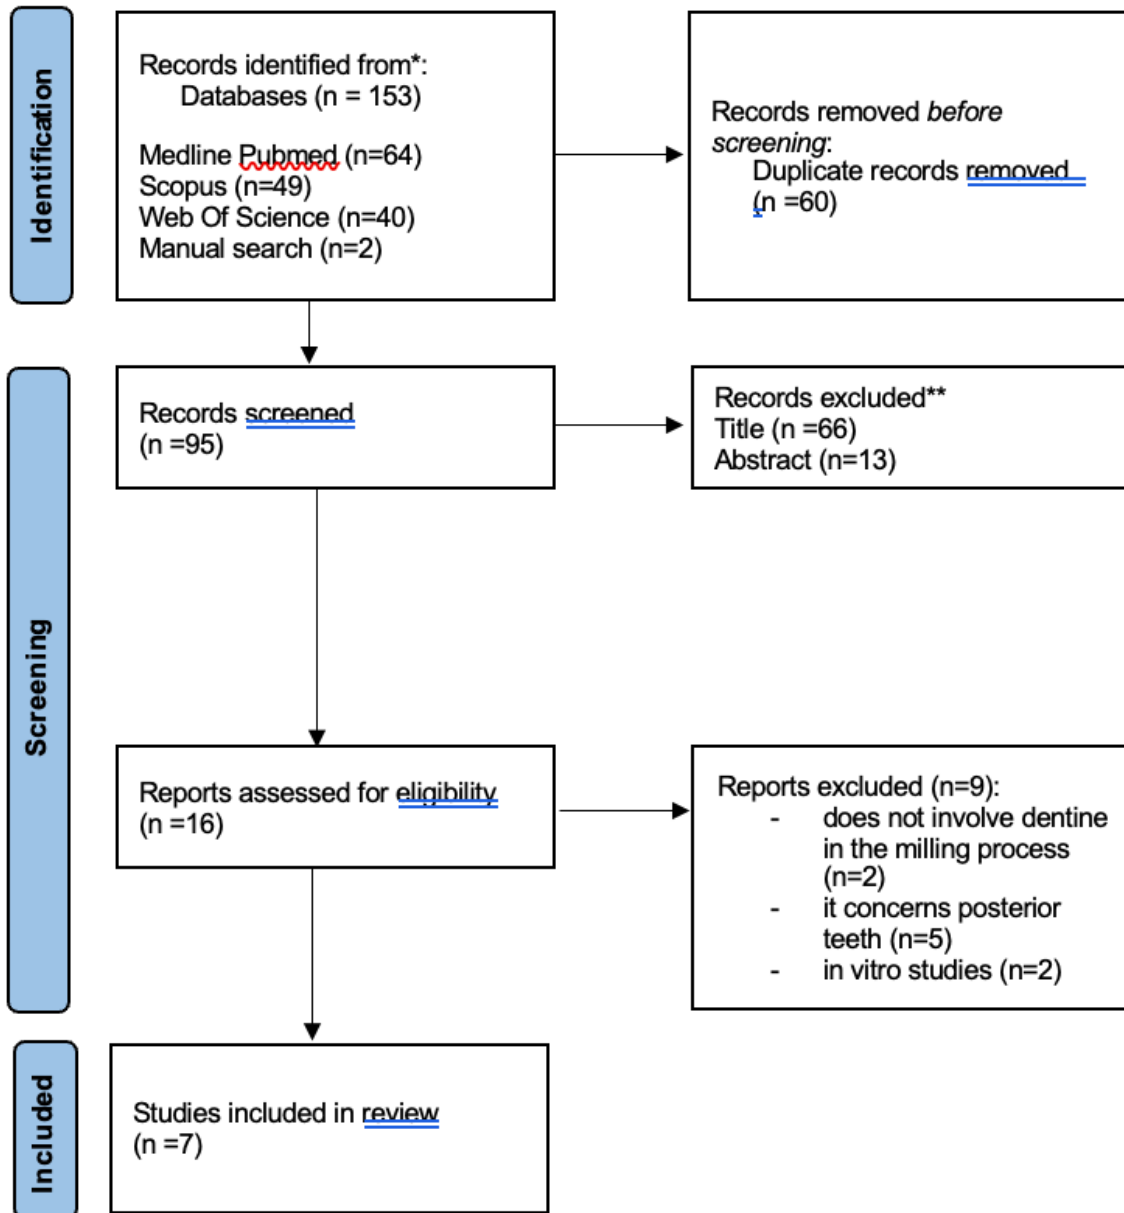 Identification
Records identified from*:
Databases (n = 153)
Medline Pubmed (n=64)
Scopus (n=49)
Web Of Science (n=40)
Manual search (n=2)
Records removed before
screening:
Duplicate records removed
(n =60)
Screening
Records screened
(n =95)
Records excluded**
Title (n =66)
Abstract (n=13)
Reports assessed for eligibility
(n =16)
Reports excluded (n=9):
- does not involve dentine
in the milling process
(n=2)
- it concerns posterior
teeth (n=5)
- in vitro studies (n=2)
Included
Studies included in review
(n =7)